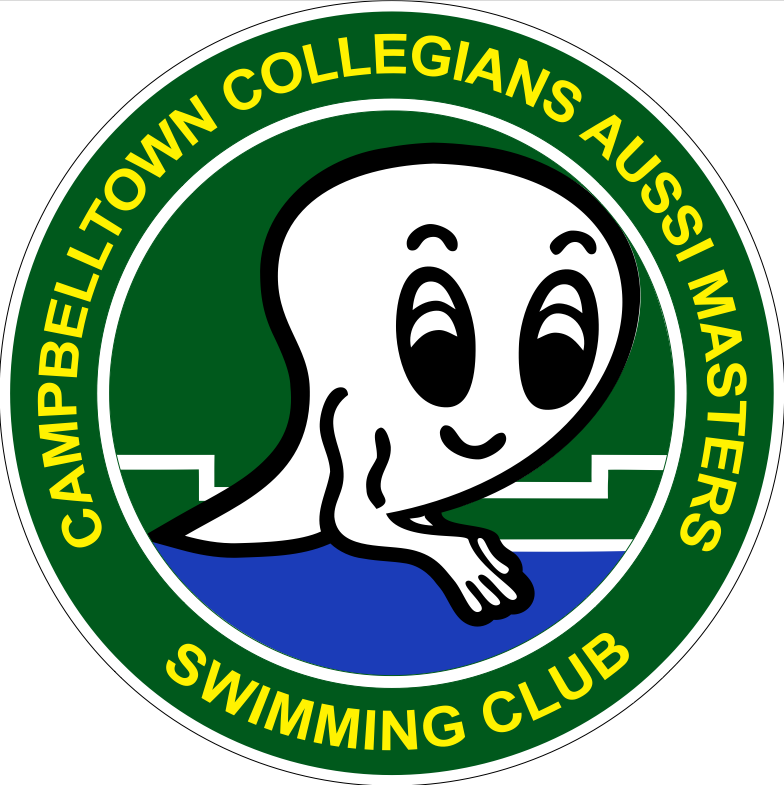 CAMPBELLTOWN COLLEGIANS AUSSI MASTERS
SWIMMING CLUB